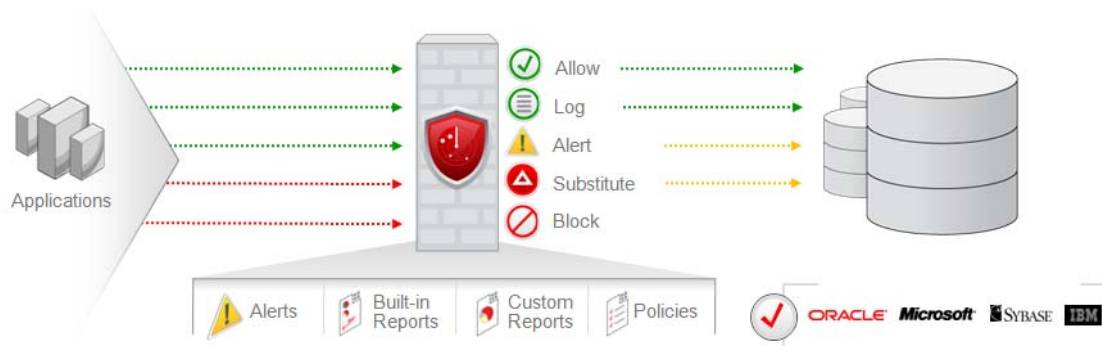 Applications
Allow
Log
Alert
Substitute
Block
Alerts
Built-in
Reports
Custom
Reports
Policies
ORACLE
Microsoft
SYBASE
IBM